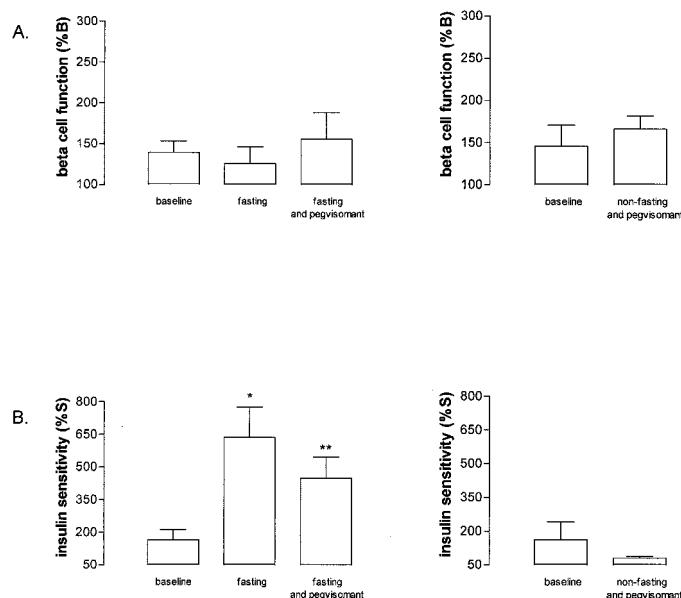 A.
beta cell function (%B)
300
250
200
150
100
baseline
fasting
fasting
and pegvisomant
beta cell function (%B)
300
250
200
150
100
baseline
non-fasting
and pegvisomant
B.
insulin sensitivity (%S)
800
650
500
350
200
50
*
**
baseline
fasting
fasting
and pegvisomant
insulin sensitivity (%S)
800
650
500
350
200
50
baseline
non-fasting
and pegvisomant